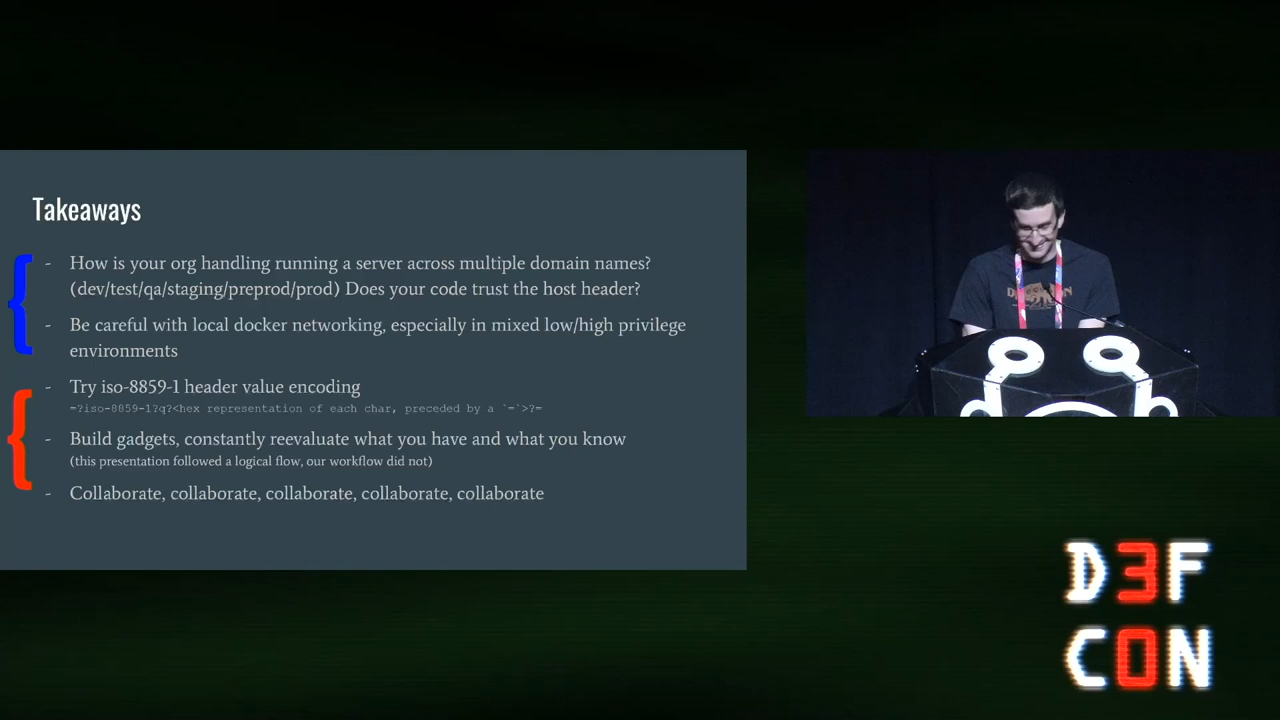 Takeaways
- How is your org handling running a server across multiple domain names?
(dev/test/qa/staging/preprod/prod) Does your code trust the host header?
- Be careful with local docker networking, especially in mixed low/high privilege
environments
- Try iso-8859-1 header value encoding
=?iso-8859-1?q?<hex representation of each char, preceded by a `=`>?=
- Build gadgets, constantly reevaluate what you have and what you know
(this presentation followed a logical flow, our workflow did not)
- Collaborate, collaborate, collaborate, collaborate, collaborate
D3F
C0N